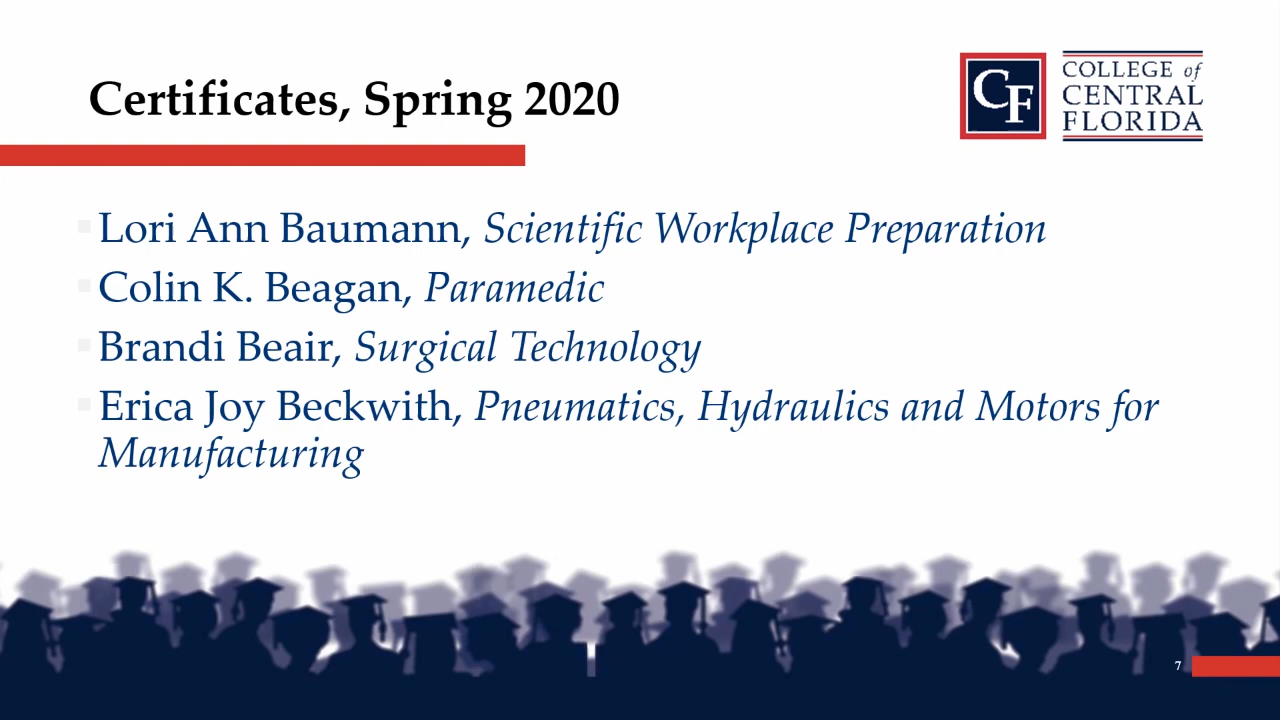 Certificates, Spring 2020
CF
COLLEGE of
CENTRAL
FLORIDA
Lori Ann Baumann, Scientific Workplace Preparation
Colin K. Beagan, Paramedic
Brandi Beair, Surgical Technology
Erica Joy Beckwith, Pneumatics, Hydraulics and Motors for
Manufacturing
7